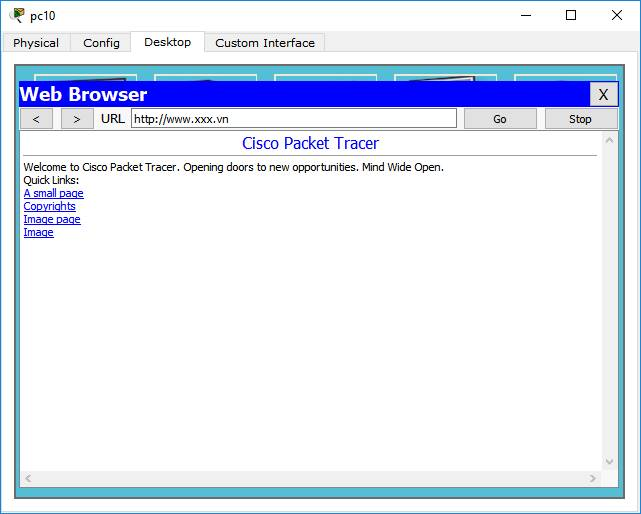 pc10
Physical Config Desktop Custom Interface
Web Browser X
< > URL http://www.xxx.vn Go Stop
Cisco Packet Tracer
Welcome to Cisco Packet Tracer. Opening doors to new opportunities. Mind Wide Open.
Quick Links:
A small page
Copyrights
Image page
Image